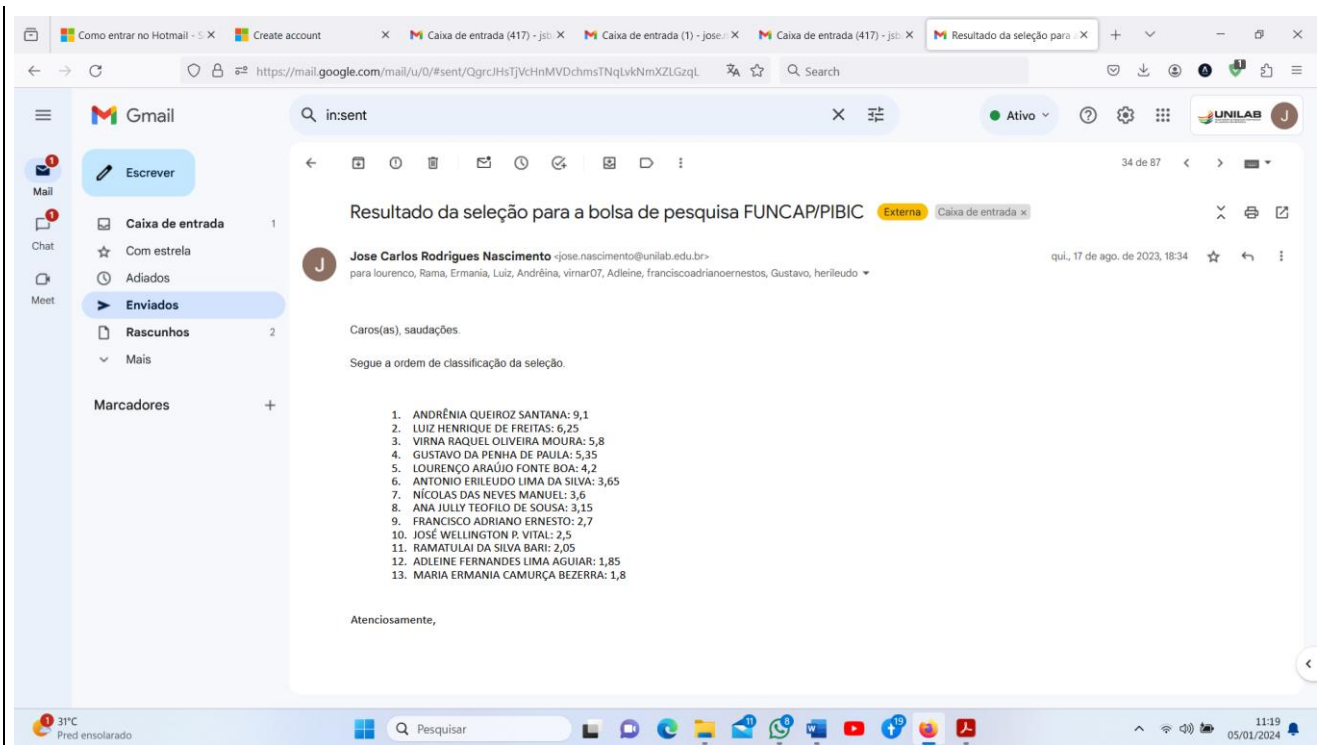 Como entrar no Hotmail - S
Create account
Caixa de entrada (417) - jsb
Caixa de entrada (1) - jose.
Caixa de entrada (417) - jsb
Resultado da seleção para a
https://mail.google.com/mail/u/0/#sent/QgrcJHsTjVcHnMVDchmsTNqLvkNmXZLGzqL
Search
1
Gmail
in:sent
Ativo
UNILAB
J
1
Mail
1
Chat
Meet
Escrever
34 de 87
Caixa de entrada 1
Com estrela
Adiados
Enviados
Rascunhos 2
Mais
Marcadores +
Resultado da seleção para a bolsa de pesquisa FUNCAP/PIBIC Externa Caixa de entrada x
J
Jose Carlos Rodrigues Nascimento <jose.nascimento@unilab.edu.br>
qui., 17 de ago. de 2023, 18:34
para lourenco, Rama, Ermania, Luiz, Andrêina, virnar07, Adleine, franciscoadrianoernestos, Gustavo, herileudo
Caros(as), saudações.
Segue a ordem de classificação da seleção.
1. ANDRÊNIA QUEIROZ SANTANA: 9,1
2. LUIZ HENRIQUE DE FREITAS: 6,25
3. VIRNA RAQUEL OLIVEIRA MOURA: 5,8
4. GUSTAVO DA PENHA DE PAULA: 5,35
5. LOURENÇO ARAÚJO FONTE BOA: 4,2
6. ANTONIO ERILEUDO LIMA DA SILVA: 3,65
7. NÍCOLAS DAS NEVES MANUEL: 3,6
8. ANA JULLY TEOFILO DE SOUSA: 3,15
9. FRANCISCO ADRIANO ERNESTO: 2,7
10. JOSÉ WELLINGTON P. VITAL: 2,5
11. RAMATULAI DA SILVA BARI: 2,05
12. ADLEINE FERNANDES LIMA AGUIAR: 1,85
13. MARIA ERMANIA CAMURÇA BEZERRA: 1,8
Atenciosamente,
1
31°C
Pred ensolarado
Pesquisar
8
19
11:19
05/01/2024